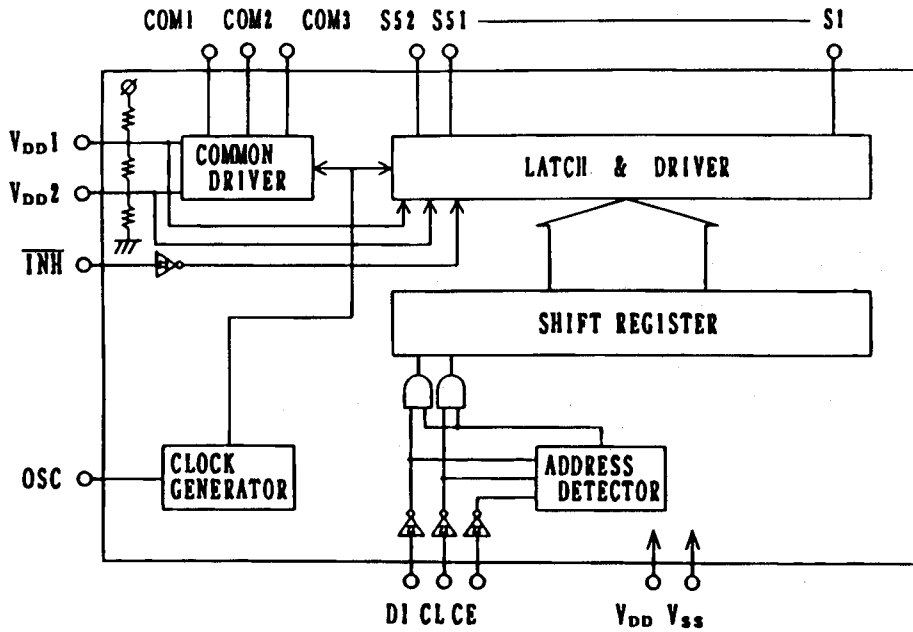 COM1 COM2 COM3 S52 S51 S1
VDD1
COMMON
DRIVER
LATCH & DRIVER
VDD2
INH
SHIFT REGISTER
OSC
CLOCK
GENERATOR
ADDRESS
DETECTOR
DI CL CE VDD VSS